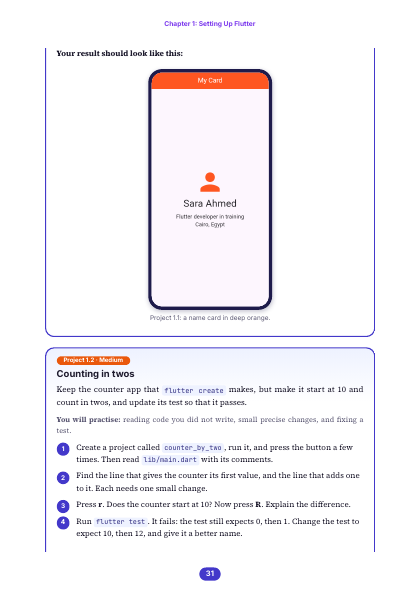 Chapter 1: Setting Up Flutter
Your result should look like this:
My Card
Sara Ahmed
Flutter developer in training
Cairo, Egypt
Project 1.1: a name card in deep orange.
Project 1.2 · Medium
Counting in twos
Keep the counter app that flutter create makes, but make it start at 10 and
count in twos, and update its test so that it passes.
You will practise: reading code you did not write, small precise changes, and fixing a
test.
1 Create a project called counter_by_two, run it, and press the button a few
times. Then read lib/main.dart with its comments.
2 Find the line that gives the counter its first value, and the line that adds one
to it. Each needs one small change.
3 Press r. Does the counter start at 10? Now press R. Explain the difference.
4 Run flutter test. It fails: the test still expects 0, then 1. Change the test to
expect 10, then 12, and give it a better name.
31